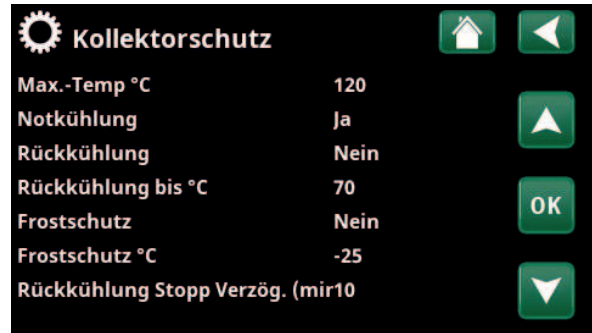 Kollektorschutz
Max.-Temp °C 120
Notkühlung Ja
Rückkühlung Nein
Rückkühlung bis °C 70
Frostschutz Nein
Frostschutz °C -25
Rückkühlung Stopp Verzög. (mir10
OK